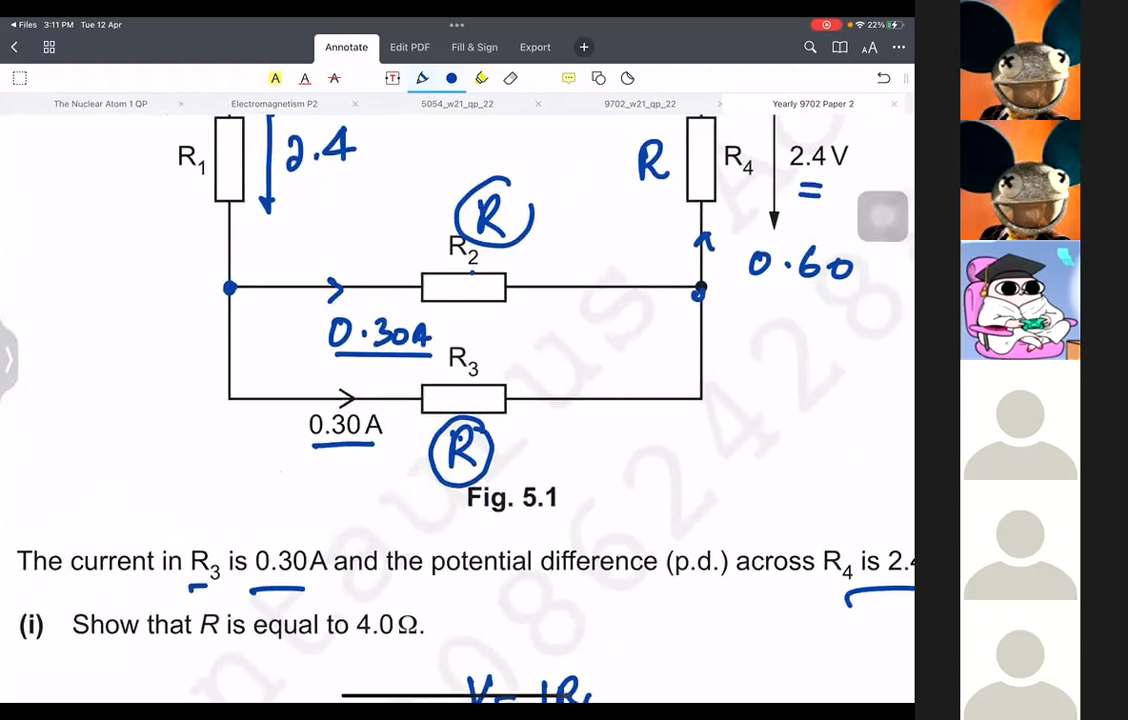 Files 3:11 PM Tue 12 Apr
22%
Annotate Edit PDF Fill & Sign Export
AA
A A A T
The Nuclear Atom 1 QP Electromagnetism P2 5054_w21_qp_22 9702_w21_qp_22 Yearly 9702 Paper 2
R1 2.4 R R4 2.4 V
=
R
R2
0.60
0.30A
R3
0.30 A
R
Fig. 5.1
The current in R3 is 0.30 A and the potential difference (p.d.) across R4 is 2.
(i) Show that R is equal to 4.0 Ω.
V = IR
0862428